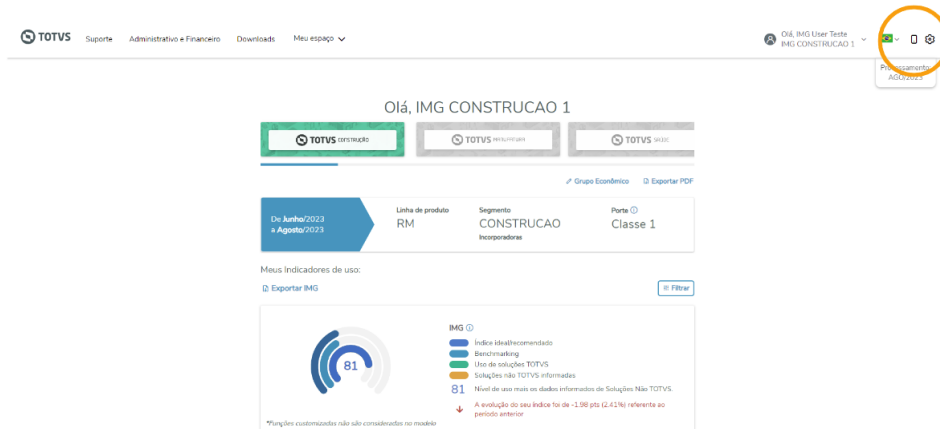 TOTVS Suporte Administrativo e Financeiro Downloads Meu espaço
Olá, IMG User Teste
IMG CONSTRUCAO 1
Processamento:
AGO/2023
Olá, IMG CONSTRUCAO 1
TOTVS CONSTRUÇÃO
TOTVS MANUFATURA
TOTVS SAÚDE
Grupo Econômico
Exportar PDF
De Junho/2023
a Agosto/2023
Linha de produto
RM
Segmento
CONSTRUCAO
Incorporadoras
Porte
Classe 1
Meus Indicadores de uso:
Exportar IMG
Filtrar
81
IMG
Índice ideal/recomendado
Benchmarking
Uso de soluções TOTVS
Soluções não TOTVS informadas
81 Nível de uso mais os dados informados de Soluções Não TOTVS.
A evolução do seu índice foi de -1.98 pts (2.41%) referente ao
período anterior
*Funções customizadas não são consideradas no modelo